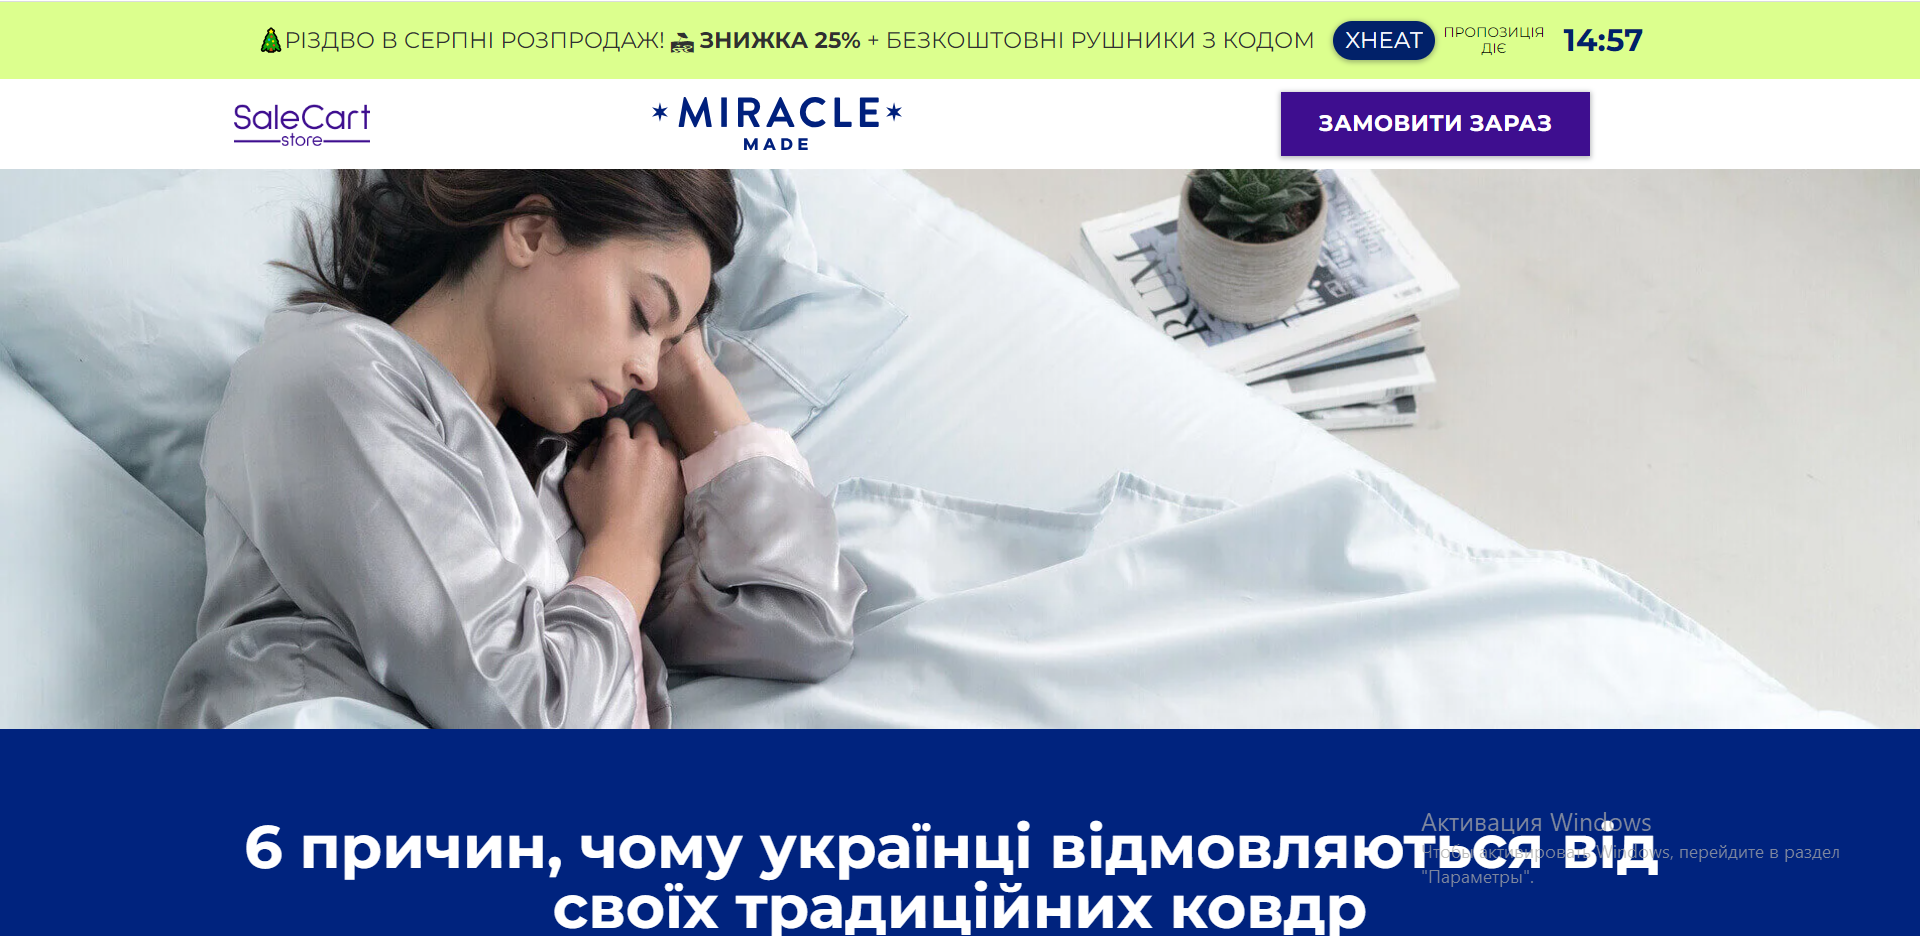 РІЗДВО В СЕРПНІ РОЗПРОДАЖ! ЗНИЖКА 25% + БЕЗКОШТОВНІ РУШНИКИ З КОДОМ
XHEAT
ПРОПОЗИЦІЯ
ДІЄ
14:57
SaleCart
store
MIRACLE
MADE
ЗАМОВИТИ ЗАРАЗ
6 причин, чому українці відмовляються від
своїх традиційних ковдр
Активация Windows
Чтобы активировать Windows, перейдите в раздел
"Параметры".